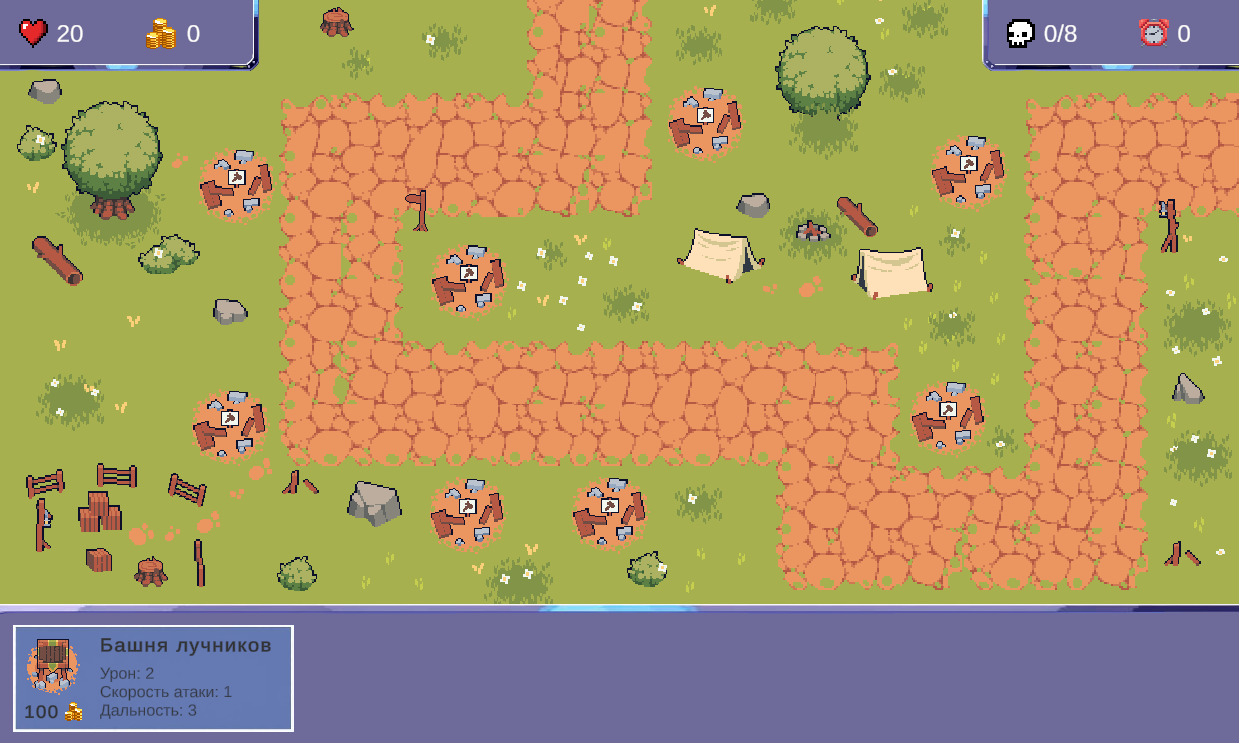 20
0
0/8
0
Башня лучников
Урон: 2
Скорость атаки: 1
Дальность: 3
100